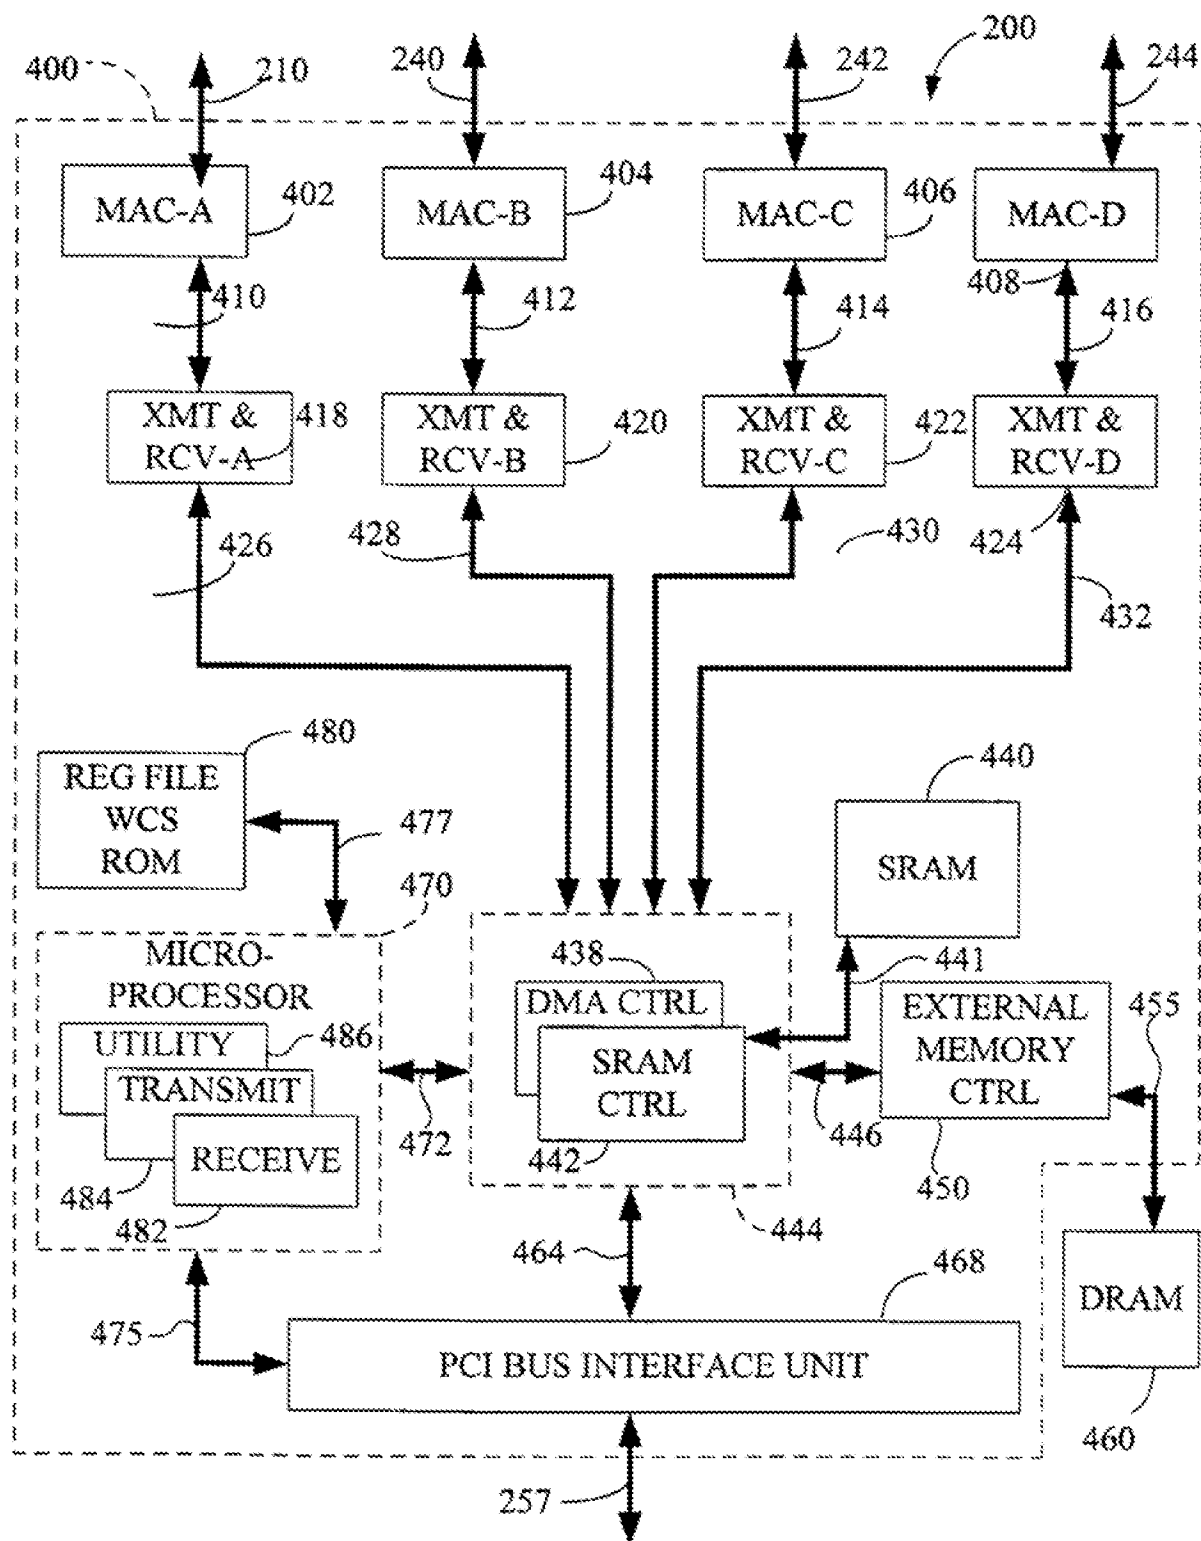 200
400
210
240
242
244
MAC-A
402
MAC-B
404
MAC-C
406
MAC-D
408
410
412
414
416
XMT &
RCV-A
418
XMT &
RCV-B
420
XMT &
RCV-C
422
XMT &
RCV-D
424
426
428
430
432
480
REG FILE
WCS
ROM
477
470
440
SRAM
441
MICRO-
PROCESSOR
UTILITY
486
TRANSMIT
RECEIVE
484
482
472
438
DMA CTRL
SRAM
CTRL
442
444
446
EXTERNAL
MEMORY
CTRL
450
455
DRAM
460
464
468
475
PCI BUS INTERFACE UNIT
257